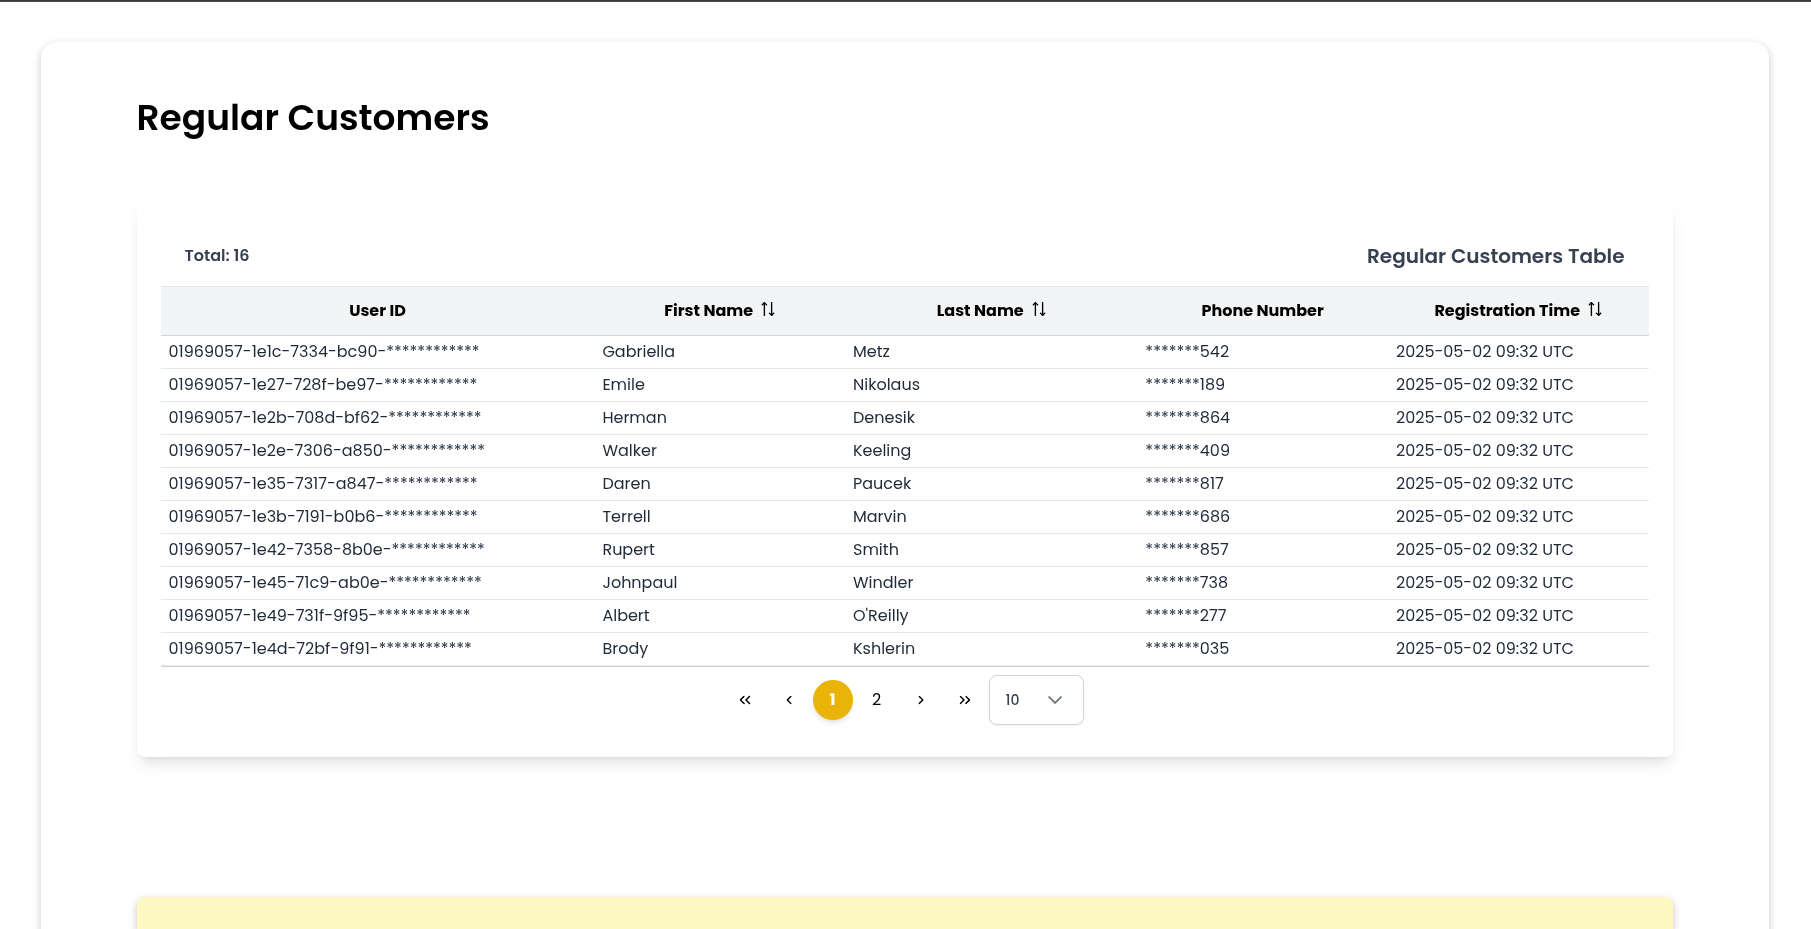 Regular Customers
Total: 16 Regular Customers Table
User ID First Name Last Name Phone Number Registration Time
01969057-1e1c-7334-bc90-************ Gabriella Metz *******542 2025-05-02 09:32 UTC
01969057-1e27-728f-be97-************ Emile Nikolaus *******189 2025-05-02 09:32 UTC
01969057-1e2b-708d-bf62-************ Herman Denesik *******864 2025-05-02 09:32 UTC
01969057-1e2e-7306-a850-************ Walker Keeling *******409 2025-05-02 09:32 UTC
01969057-1e35-7317-a847-************ Daren Paucek *******817 2025-05-02 09:32 UTC
01969057-1e3b-7191-b0b6-************ Terrell Marvin *******686 2025-05-02 09:32 UTC
01969057-1e42-7358-8b0e-************ Rupert Smith *******857 2025-05-02 09:32 UTC
01969057-1e45-71c9-ab0e-************ Johnpaul Windler *******738 2025-05-02 09:32 UTC
01969057-1e49-731f-9f95-************ Albert O'Reilly *******277 2025-05-02 09:32 UTC
01969057-1e4d-72bf-9f91-************ Brody Kshlerin *******035 2025-05-02 09:32 UTC
« ‹ 1 2 › » 10